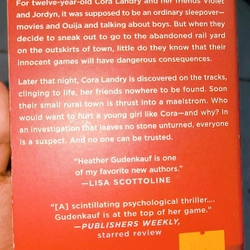 For twelve-year-old Cora Landry and her friends Violet
and Jordyn, it was supposed to be an ordinary sleepover—
movies and Ouija and talking about boys. But when they
decide to sneak out to go to the abandoned rail yard
on the outskirts of town, little do they know that their
innocent games will have dangerous consequences.
Later that night, Cora Landry is discovered on the tracks,
clinging to life, her friends nowhere to be found. Soon
their small rural town is thrust into a maelstrom. Who
would want to hurt a young girl like Cora—and why? In
an investigation that leaves no stone unturned, everyone
is a suspect. And no one can be trusted.
"Heather Gudenkauf is one
of my favorite new authors."
—LISA SCOTTOLINE
"[A] scintillating psychological thriller....
Gudenkauf is at the top of her game."
—PUBLISHERS WEEKLY,
starred review